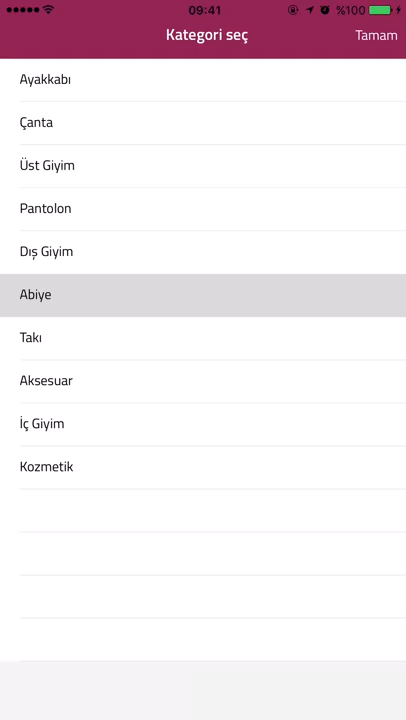 09:41
%100
Kategori seç
Tamam
Ayakkabı
Çanta
Üst Giyim
Pantolon
Dış Giyim
Abiye
Takı
Aksesuar
İç Giyim
Kozmetik